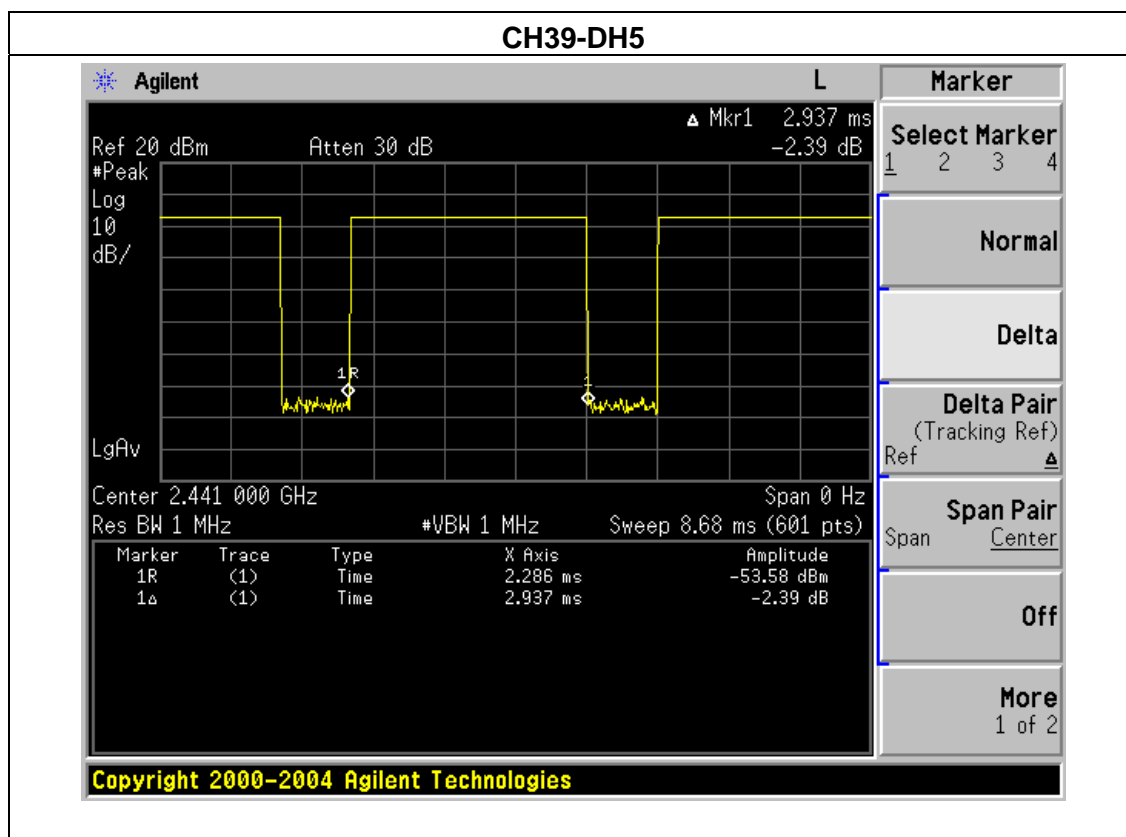 CH39-DH5
Agilent L
Δ Mkr1 2.937 ms
Ref 20 dBm Atten 30 dB -2.39 dB
#Peak
Log
10
dB/
1R
1
LgAv
Center 2.441 000 GHz Span 0 Hz
Res BW 1 MHz #VBW 1 MHz Sweep 8.68 ms (601 pts)
Marker Trace Type X Axis Amplitude
1R (1) Time 2.286 ms -53.58 dBm
1Δ (1) Time 2.937 ms -2.39 dB
Marker
Select Marker
1 2 3 4
Normal
Delta
Delta Pair
(Tracking Ref)
Ref Δ
Span Pair
Span Center
Off
More
1 of 2
Copyright 2000-2004 Agilent Technologies